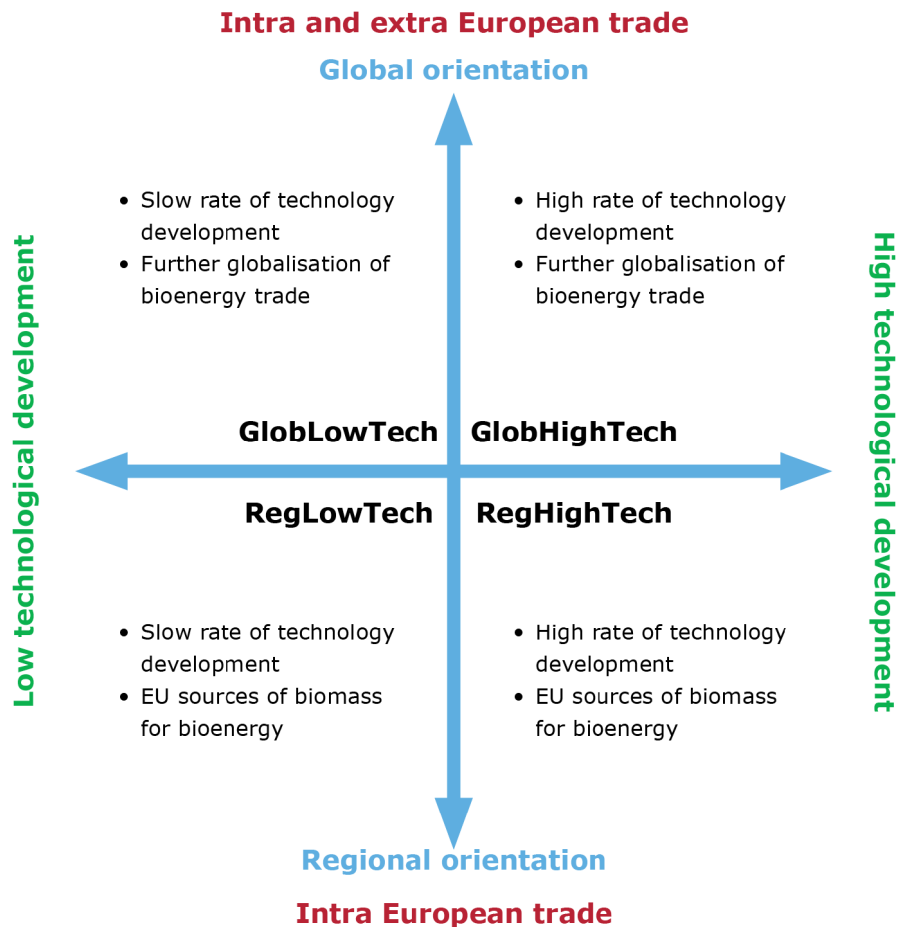 Intra and extra European trade
Global orientation
• Slow rate of technology
development
• Further globalisation of
bioenergy trade
• High rate of technology
development
• Further globalisation of
bioenergy trade
Low technological development
High technological development
GlobLowTech
GlobHighTech
RegLowTech
RegHighTech
• Slow rate of technology
development
• EU sources of biomass
for bioenergy
• High rate of technology
development
• EU sources of biomass
for bioenergy
Regional orientation
Intra European trade